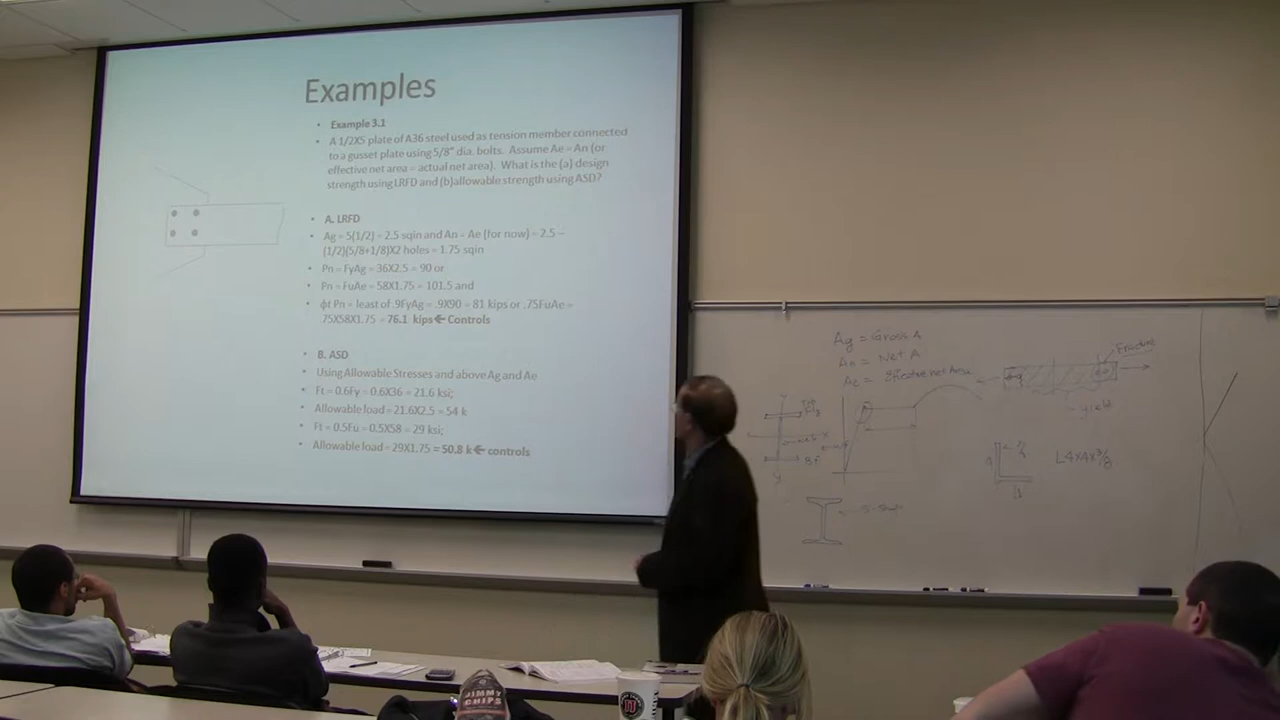 Examples
• Example 3.1
• A 1/2X5 plate of A36 steel used as tension member connected
to a gusset plate using 5/8" dia. bolts. Assume Ae = An (or
effective net area = actual net area). What is the (a) design
strength using LRFD and (b)allowable strength using ASD?
• A. LRFD
• Ag = 5(1/2) = 2.5 sqin and An = Ae (for now) = 2.5 –
(1/2)(5/8+1/8)X2 holes = 1.75 sqin
• Pn = FyAg = 36X2.5 = 90 or
• Pn = FuAe = 58X1.75 = 101.5 and
• ϕt Pn = least of .9FyAg = .9X90 = 81 kips or .75FuAe =
.75X58X1.75 = 76.1 kips← Controls
• B. ASD
• Using Allowable Stresses and above Ag and Ae
• Ft = 0.6Fy = 0.6X36 = 21.6 ksi;
• Allowable load = 21.6X2.5 = 54 k
• Ft = 0.5Fu = 0.5X58 = 29 ksi;
• Allowable load = 29X1.75 = 50.8 k← controls
Ag = Gross A
An = Net A
Ae = Effective net Area
Fracture
yield
L4x4x3/8
S-Shape
JIMMY
CHIPS